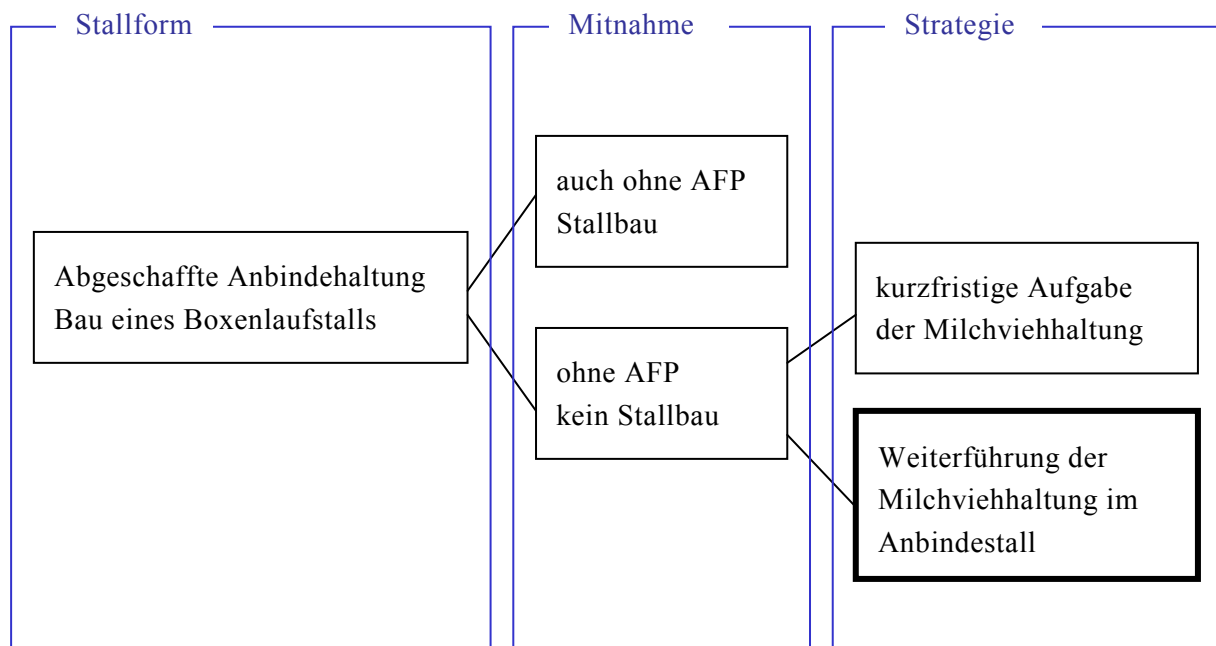 Stallform
Mitnahme
Strategie
Abgeschaffte Anbindehaltung
Bau eines Boxenlaufstalls
auch ohne AFP
Stallbau
ohne AFP
kein Stallbau
kurzfristige Aufgabe
der Milchviehhaltung
Weiterführung der
Milchviehhaltung im
Anbindestall